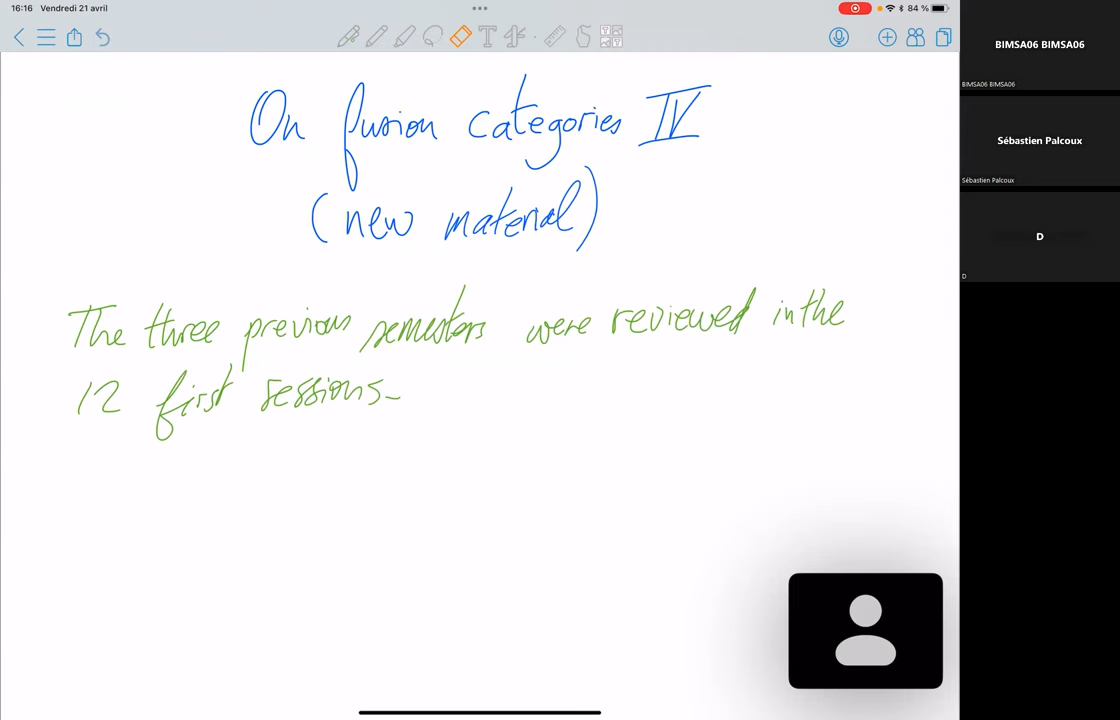 16:16 Vendredi 21 avril
84 %
On fusion categories IV
(new material)
The three previous semesters were reviewed in the
12 first sessions.
BIMSA06 BIMSA06
BIMSA06 BIMSA06
Sébastien Palcoux
Sébastien Palcoux
D
D